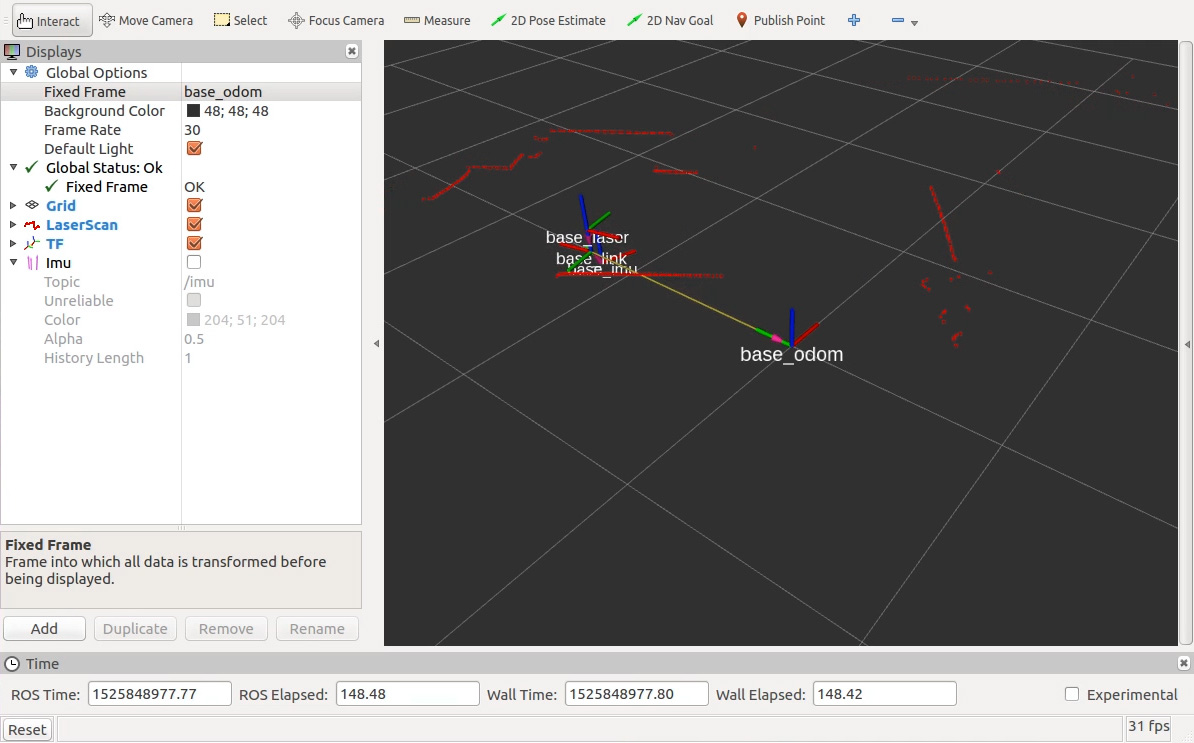 Interact Move Camera Select Focus Camera Measure 2D Pose Estimate 2D Nav Goal Publish Point
Displays
Global Options
Fixed Frame base_odom
Background Color 48; 48; 48
Frame Rate 30
Default Light
Global Status: Ok
Fixed Frame OK
Grid
LaserScan
TF
Imu
Topic /imu
Unreliable
Color 204; 51; 204
Alpha 0.5
History Length 1
Fixed Frame
Frame into which all data is transformed before
being displayed.
Add Duplicate Remove Rename
base_laser
base_link
base_imu
base_odom
Time
ROS Time: 1525848977.77 ROS Elapsed: 148.48 Wall Time: 1525848977.80 Wall Elapsed: 148.42 Experimental
Reset 31 fps